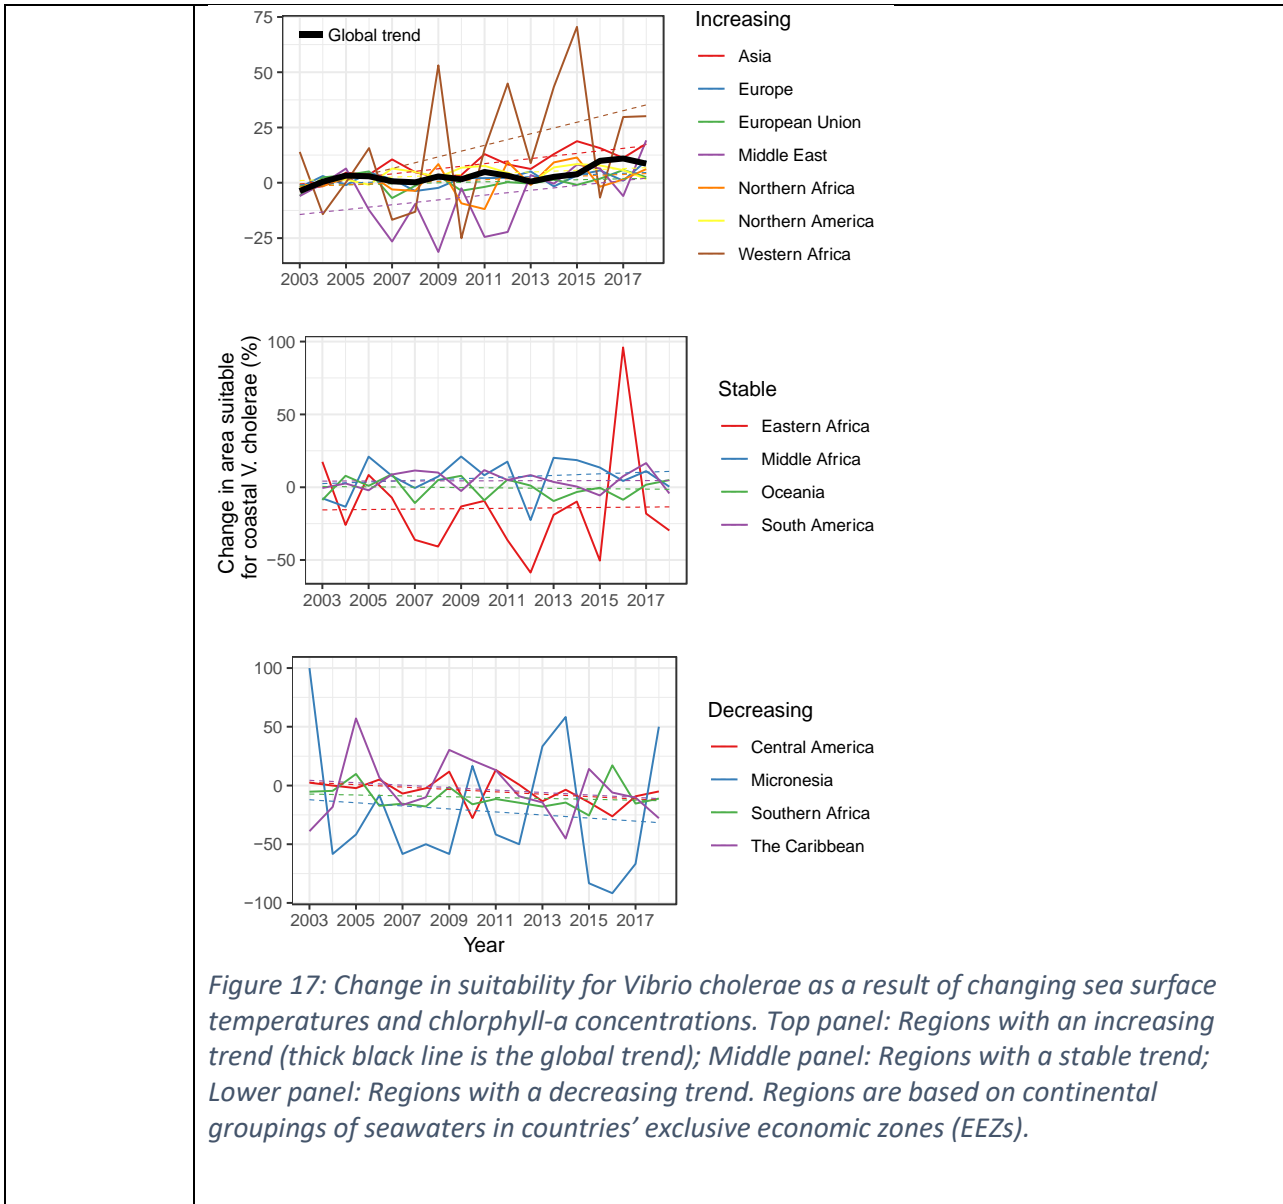 75
50
25
0
−25
Global trend
2003 2005 2007 2009 2011 2013 2015 2017
Increasing
Asia
Europe
European Union
Middle East
Northern Africa
Northern America
Western Africa
Change in area suitable
for coastal V. cholerae (%)
100
50
0
−50
2003 2005 2007 2009 2011 2013 2015 2017
Stable
Eastern Africa
Middle Africa
Oceania
South America
100
50
0
−50
−100
2003 2005 2007 2009 2011 2013 2015 2017
Year
Decreasing
Central America
Micronesia
Southern Africa
The Caribbean
Figure 17: Change in suitability for Vibrio cholerae as a result of changing sea surface
temperatures and chlorphyll-a concentrations. Top panel: Regions with an increasing
trend (thick black line is the global trend); Middle panel: Regions with a stable trend;
Lower panel: Regions with a decreasing trend. Regions are based on continental
groupings of seawaters in countries’ exclusive economic zones (EEZs).